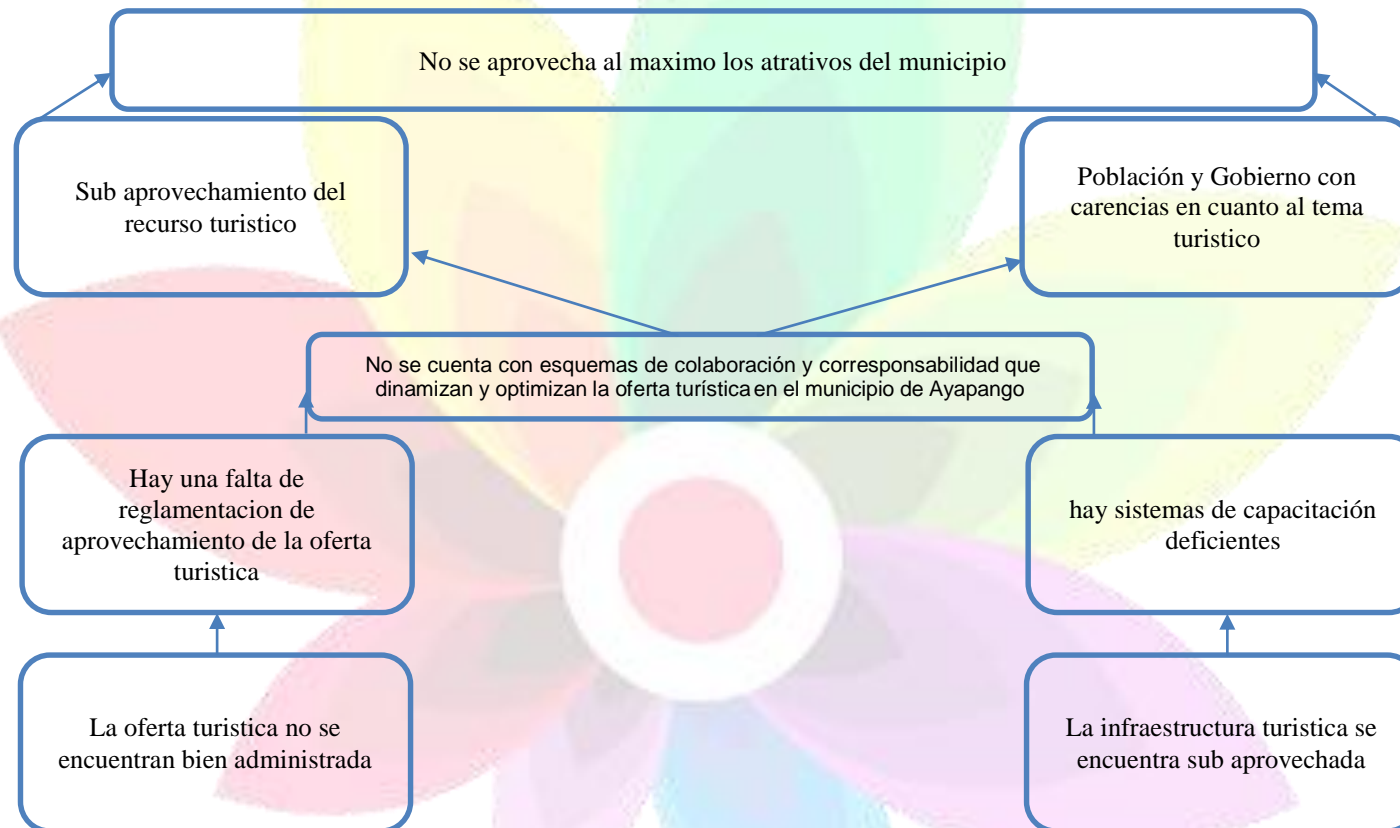 No se aprovecha al maximo los atrativos del municipio
Sub aprovechamiento del
recurso turistico
Población y Gobierno con
carencias en cuanto al tema
turistico
No se cuenta con esquemas de colaboración y corresponsabilidad que
dinamizan y optimizan la oferta turística en el municipio de Ayapango
Hay una falta de
reglamentacion de
aprovechamiento de la oferta
turistica
hay sistemas de capacitación
deficientes
La oferta turistica no se
encuentran bien administrada
La infraestructura turistica se
encuentra sub aprovechada